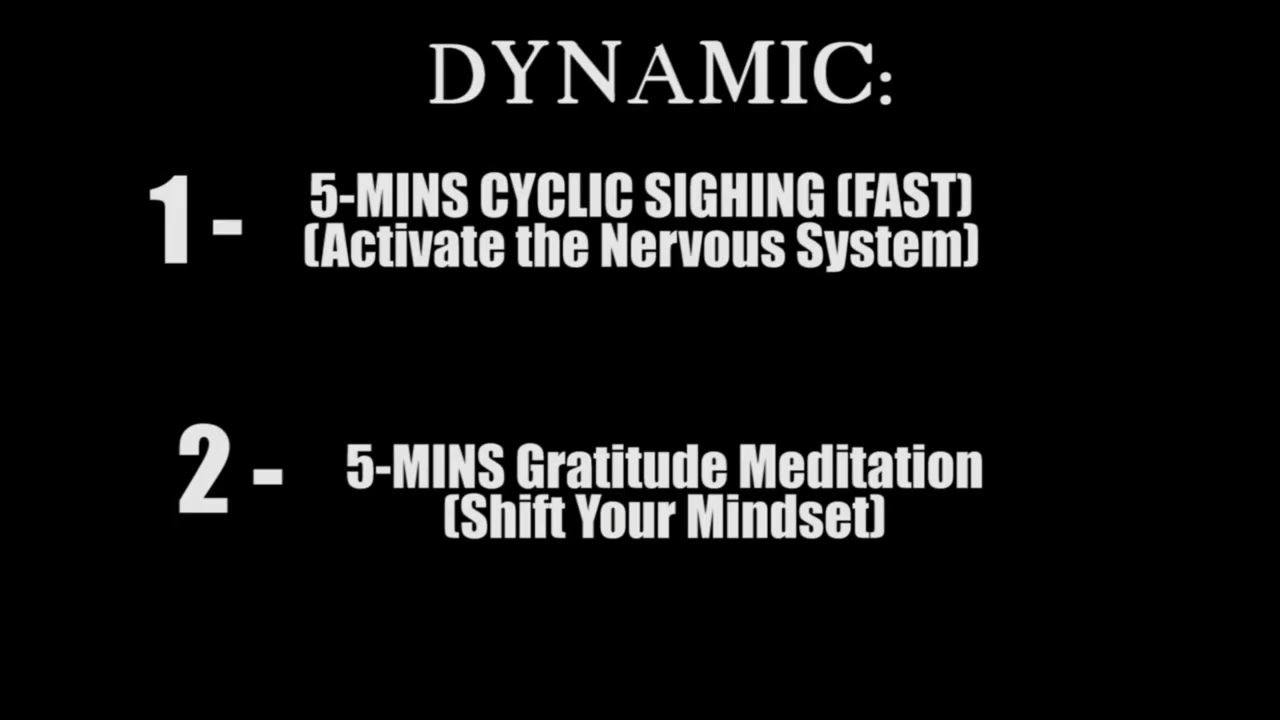 DYNAMIC:
1 - 5-MINS CYCLIC SIGHING (FAST)
(Activate the Nervous System)
2 - 5-MINS Gratitude Meditation
(Shift Your Mindset)